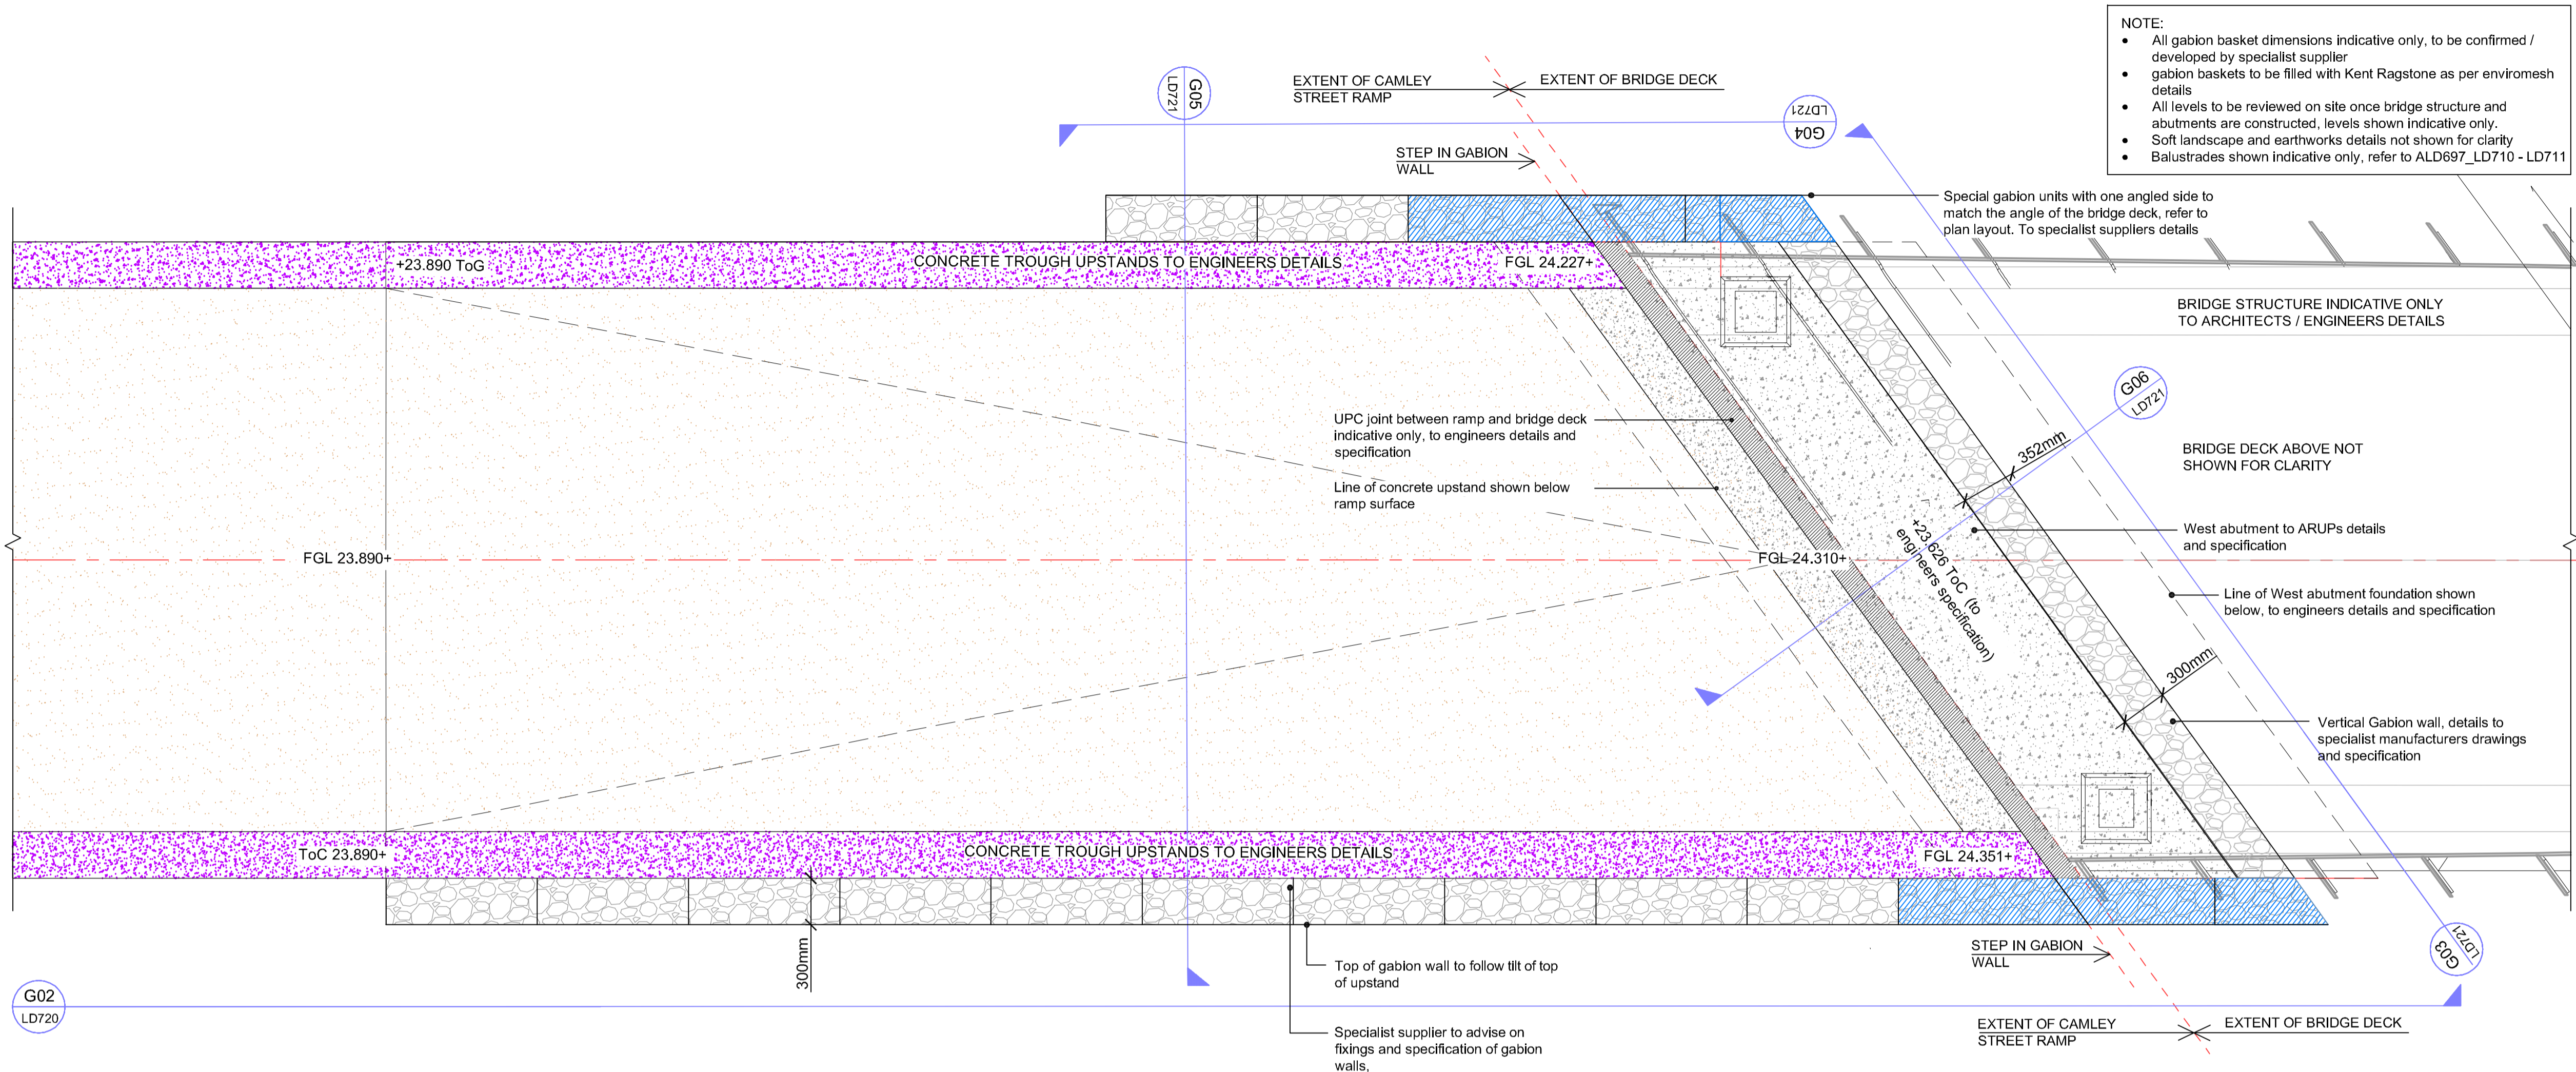 NOTE:
• All gabion basket dimensions indicative only, to be confirmed /
developed by specialist supplier
• gabion baskets to be filled with Kent Ragstone as per enviromesh
details
• All levels to be reviewed on site once bridge structure and
abutments are constructed, levels shown indicative only.
• Soft landscape and earthworks details not shown for clarity
• Balustrades shown indicative only, refer to ALD697_LD710 - LD711
G05
LD721
EXTENT OF CAMLEY
STREET RAMP
EXTENT OF BRIDGE DECK
G04
LD721
STEP IN GABION
WALL
Special gabion units with one angled side to
match the angle of the bridge deck, refer to
plan layout. To specialist suppliers details
+23.890 ToG
CONCRETE TROUGH UPSTANDS TO ENGINEERS DETAILS
FGL 24.227+
BRIDGE STRUCTURE INDICATIVE ONLY
TO ARCHITECTS / ENGINEERS DETAILS
G06
LD721
UPC joint between ramp and bridge deck
indicative only, to engineers details and
specification
352mm
BRIDGE DECK ABOVE NOT
SHOWN FOR CLARITY
Line of concrete upstand shown below
ramp surface
West abutment to ARUPs details
and specification
FGL 23.890+
FGL 24.310+
+23.626 ToC (to
engineers specification)
Line of West abutment foundation shown
below, to engineers details and specification
300mm
Vertical Gabion wall, details to
specialist manufacturers drawings
and specification
ToC 23.890+
CONCRETE TROUGH UPSTANDS TO ENGINEERS DETAILS
FGL 24.351+
300mm
Top of gabion wall to follow tilt of top
of upstand
STEP IN GABION
WALL
G03
LD721
G02
LD720
Specialist supplier to advise on
fixings and specification of gabion
walls,
EXTENT OF CAMLEY
STREET RAMP
EXTENT OF BRIDGE DECK